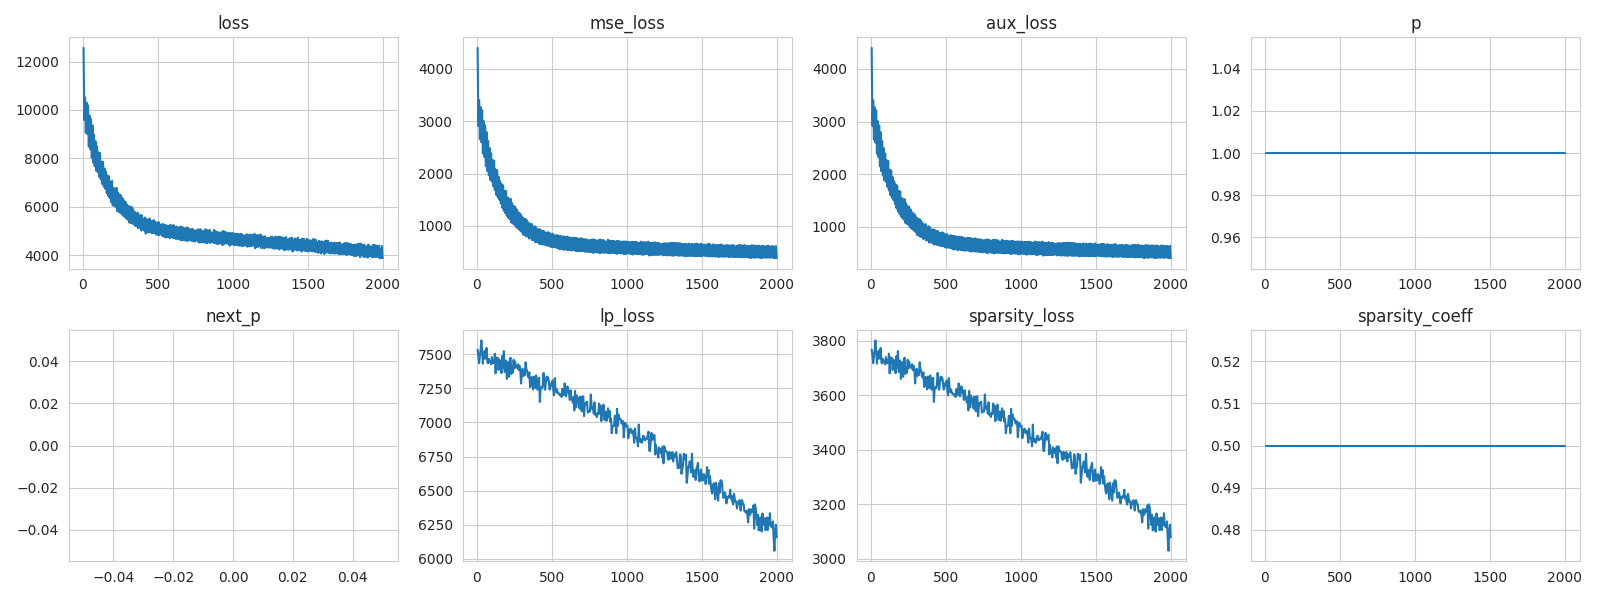 loss
12000
10000
8000
6000
4000
0 500 1000 1500 2000
mse_loss
4000
3000
2000
1000
0 500 1000 1500 2000
aux_loss
4000
3000
2000
1000
0 500 1000 1500 2000
p
1.04
1.02
1.00
0.98
0.96
0 500 1000 1500 2000
next_p
0.04
0.02
0.00
−0.02
−0.04
−0.04 −0.02 0.00 0.02 0.04
lp_loss
7500
7250
7000
6750
6500
6250
6000
0 500 1000 1500 2000
sparsity_loss
3800
3600
3400
3200
3000
0 500 1000 1500 2000
sparsity_coeff
0.52
0.51
0.50
0.49
0.48
0 500 1000 1500 2000